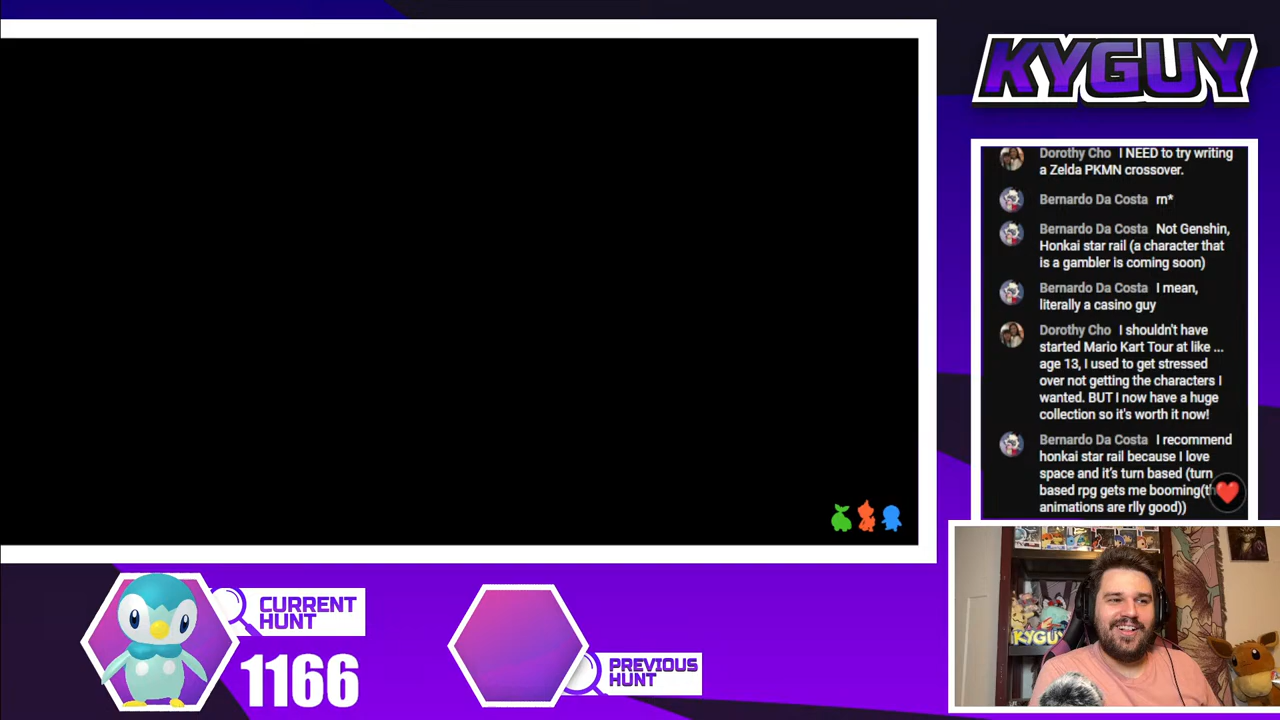 KYGUY
Dorothy Cho I NEED to try writing
a Zelda PKMN crossover.
Bernardo Da Costa rn*
Bernardo Da Costa Not Genshin,
Honkai star rail (a character that
is a gambler is coming soon)
Bernardo Da Costa I mean,
literally a casino guy
Dorothy Cho I shouldn't have
started Mario Kart Tour at like ...
age 13, I used to get stressed
over not getting the characters I
wanted. BUT I now have a huge
collection so it's worth it now!
Bernardo Da Costa I recommend
honkai star rail because I love
space and it's turn based (turn
based rpg gets me booming(
animations are rlly good))
CURRENT
HUNT
1166
PREVIOUS
HUNT
KYGUY